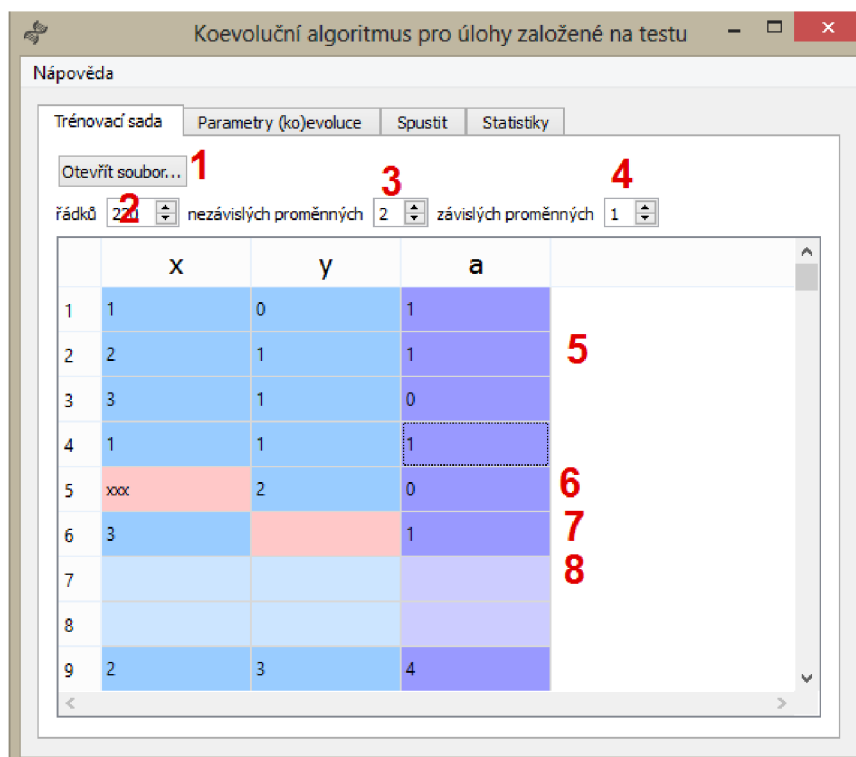 Koevoluční algoritmus pro úlohy založené na testu
Nápověda
Trénovací sada Parametry (ko)evoluce Spustit Statistiky
Otevřít soubor... 1
2 3 4
řádků 220 nezávislých proměnných 2 závislých proměnných 1
x y a
1 1 0 1
2 2 1 1 5
3 3 1 0
4 1 1 1
5 xxx 2 0 6
6 3 1 7
7 8
8
9 2 3 4